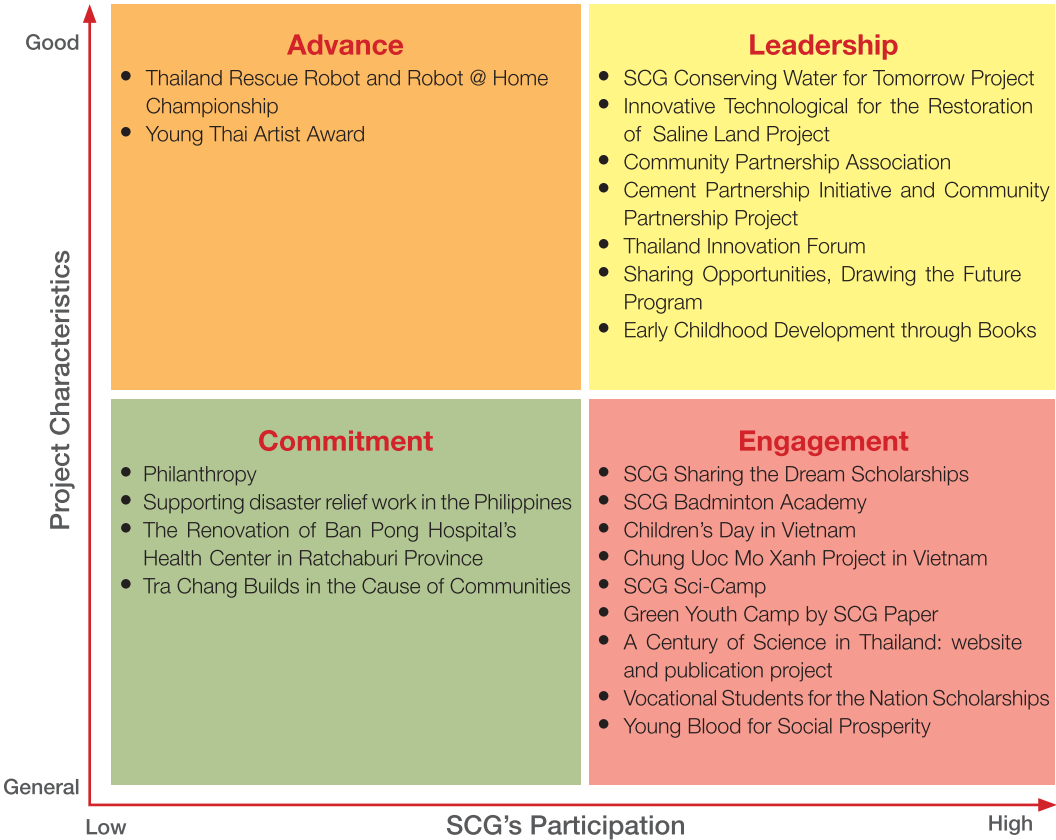 Good
Project Characteristics
General
Advance
Thailand Rescue Robot and Robot @ Home
Championship
Young Thai Artist Award
Leadership
SCG Conserving Water for Tomorrow Project
Innovative Technological for the Restoration
of Saline Land Project
Community Partnership Association
Cement Partnership Initiative and Community
Partnership Project
Thailand Innovation Forum
Sharing Opportunities, Drawing the Future
Program
Early Childhood Development through Books
Commitment
Philanthropy
Supporting disaster relief work in the Philippines
The Renovation of Ban Pong Hospital's
Health Center in Ratchaburi Province
Tra Chang Builds in the Cause of Communities
Engagement
SCG Sharing the Dream Scholarships
SCG Badminton Academy
Children's Day in Vietnam
Chung Uoc Mo Xanh Project in Vietnam
SCG Sci-Camp
Green Youth Camp by SCG Paper
A Century of Science in Thailand: website
and publication project
Vocational Students for the Nation Scholarships
Young Blood for Social Prosperity
Low
SCG's Participation
High